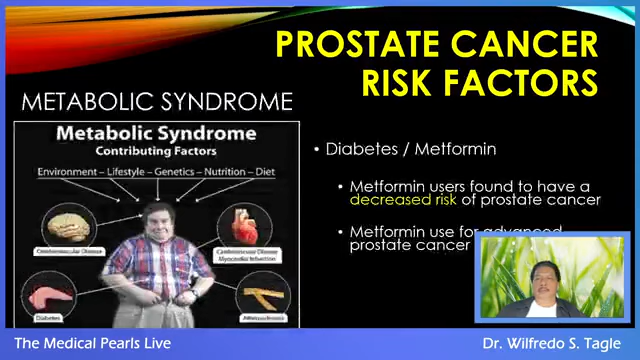 PROSTATE CANCER
RISK FACTORS
METABOLIC SYNDROME
Metabolic Syndrome
Contributing Factors
Environment – Lifestyle – Genetics – Nutrition – Diet
Cerebrovascular Disease
Cerebrovascular Disease
Myocardial Infarction
Diabetes
Atherosclerosis
• Diabetes / Metformin
• Metformin users found to have a
decreased risk of prostate cancer
• Metformin use for advanced
prostate cancer
The Medical Pearls Live
Dr. Wilfredo S. Tagle